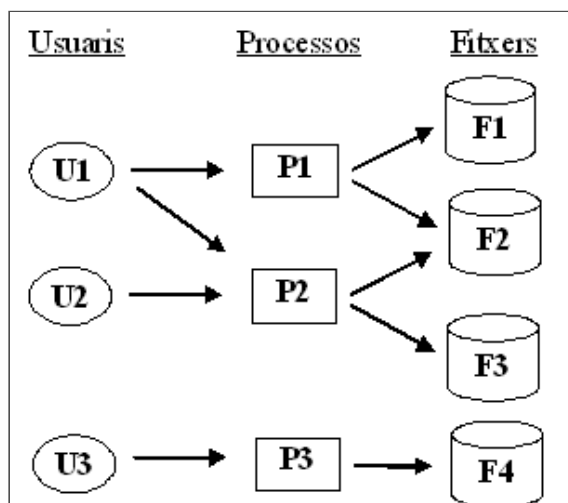 Usuaris Processos Fitxers
F1
U1 P1
F2
U2 P2
F3
U3 P3 F4